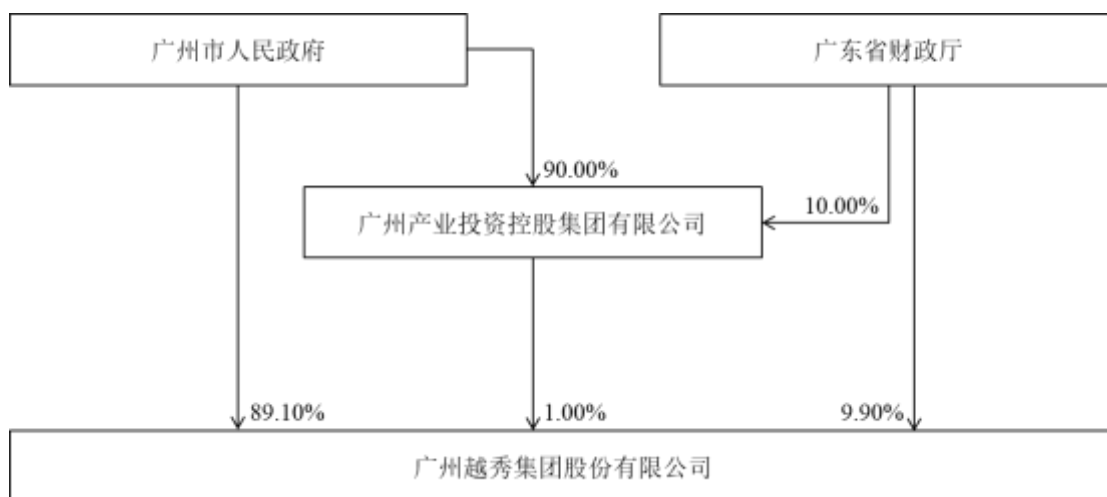 广州市人民政府
广东省财政厅
90.00%
广州产业投资控股集团有限公司
10.00%
89.10%
1.00%
9.90%
广州越秀集团股份有限公司